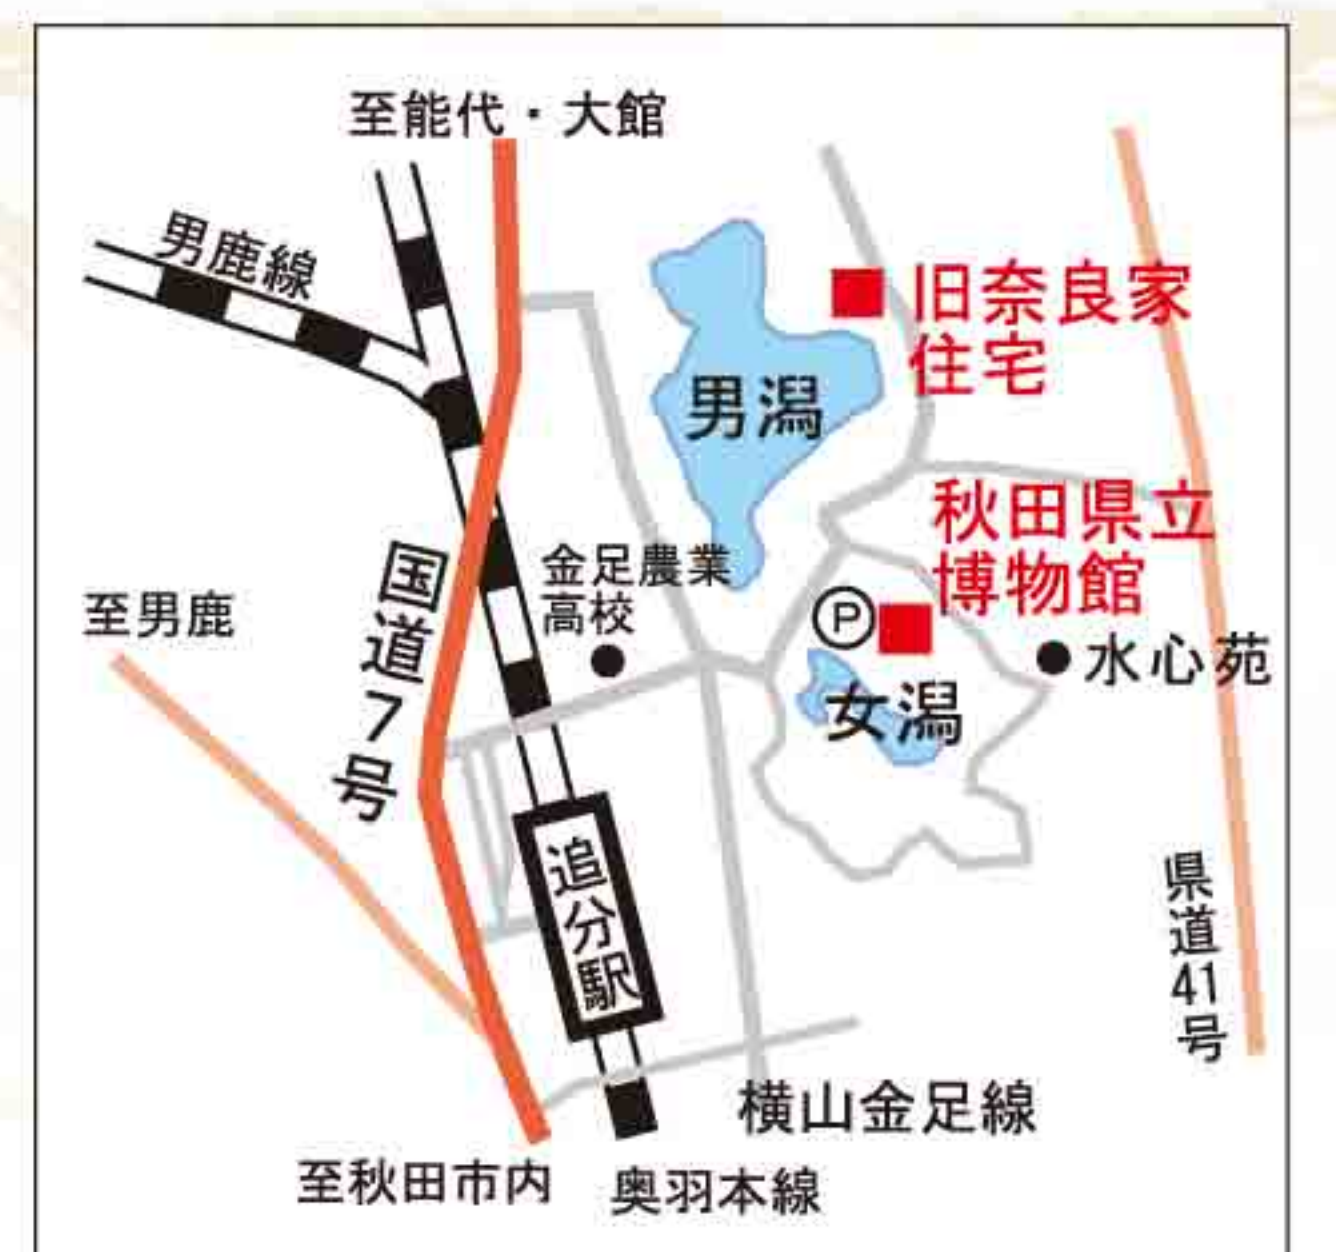 至能代・大館
男鹿線
旧奈良家
住宅
男潟
秋田県立
博物館
国道7号
金足農業
高校
至男鹿
P
水心苑
女潟
追分駅
県道41号
横山金足線
至秋田市内
奥羽本線